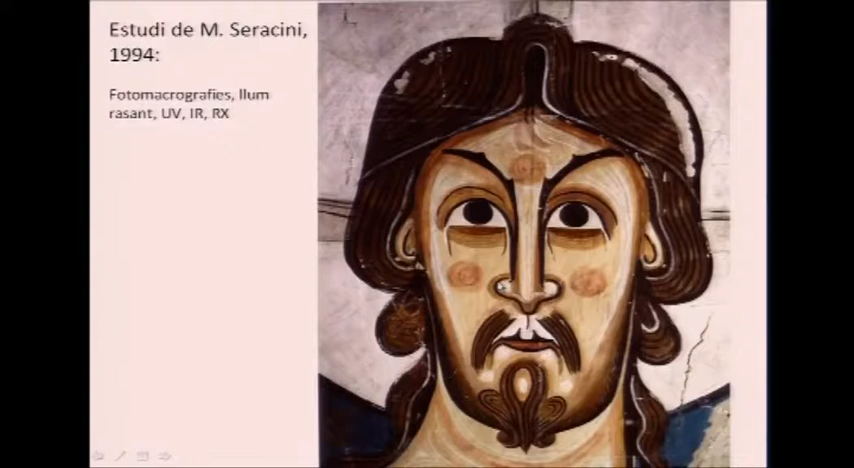 Estudi de M. Seracini,
1994:
Fotomacrografies, llum
rasant, UV, IR, RX